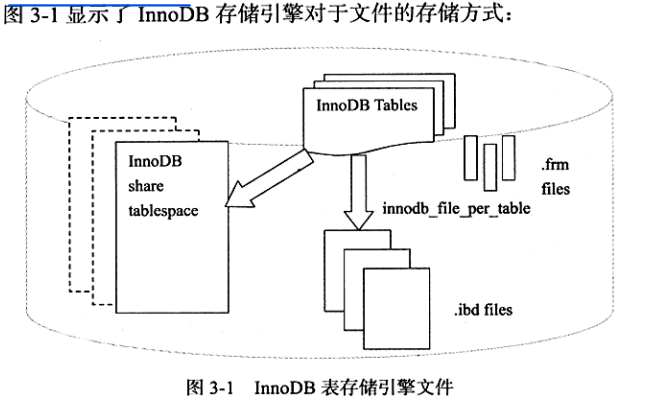 图 3-1 显示了 InnoDB 存储引擎对于文件的存储方式：
InnoDB Tables
InnoDB
share
tablespace
.frm
files
innodb_file_per_table
.ibd files
图 3-1 InnoDB 表存储引擎文件